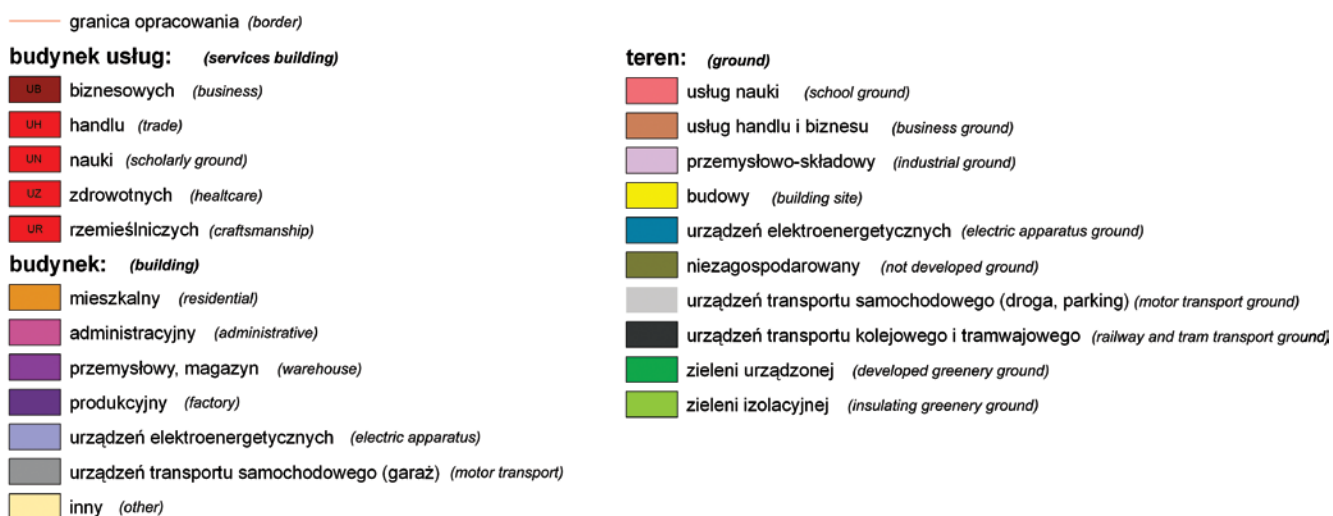 granica opracowania (border)
budynek usług: (services building)
UB biznesowych (business)
UH handlu (trade)
UN nauki (scholarly ground)
UZ zdrowotnych (healtcare)
UR rzemieślniczych (craftsmanship)
budynek: (building)
mieszkalny (residential)
administracyjny (administrative)
przemysłowy, magazyn (warehouse)
produkcyjny (factory)
urządzeń elektroenergetycznych (electric apparatus)
urządzeń transportu samochodowego (garaż) (motor transport)
inny (other)
teren: (ground)
usług nauki (school ground)
usług handlu i biznesu (business ground)
przemysłowo-składowy (industrial ground)
budowy (building site)
urządzeń elektroenergetycznych (electric apparatus ground)
niezagospodarowany (not developed ground)
urządzeń transportu samochodowego (droga, parking) (motor transport ground)
urządzeń transportu kolejowego i tramwajowego (railway and tram transport ground)
zieleni urządzonej (developed greenery ground)
zieleni izolacyjnej (insulating greenery ground)